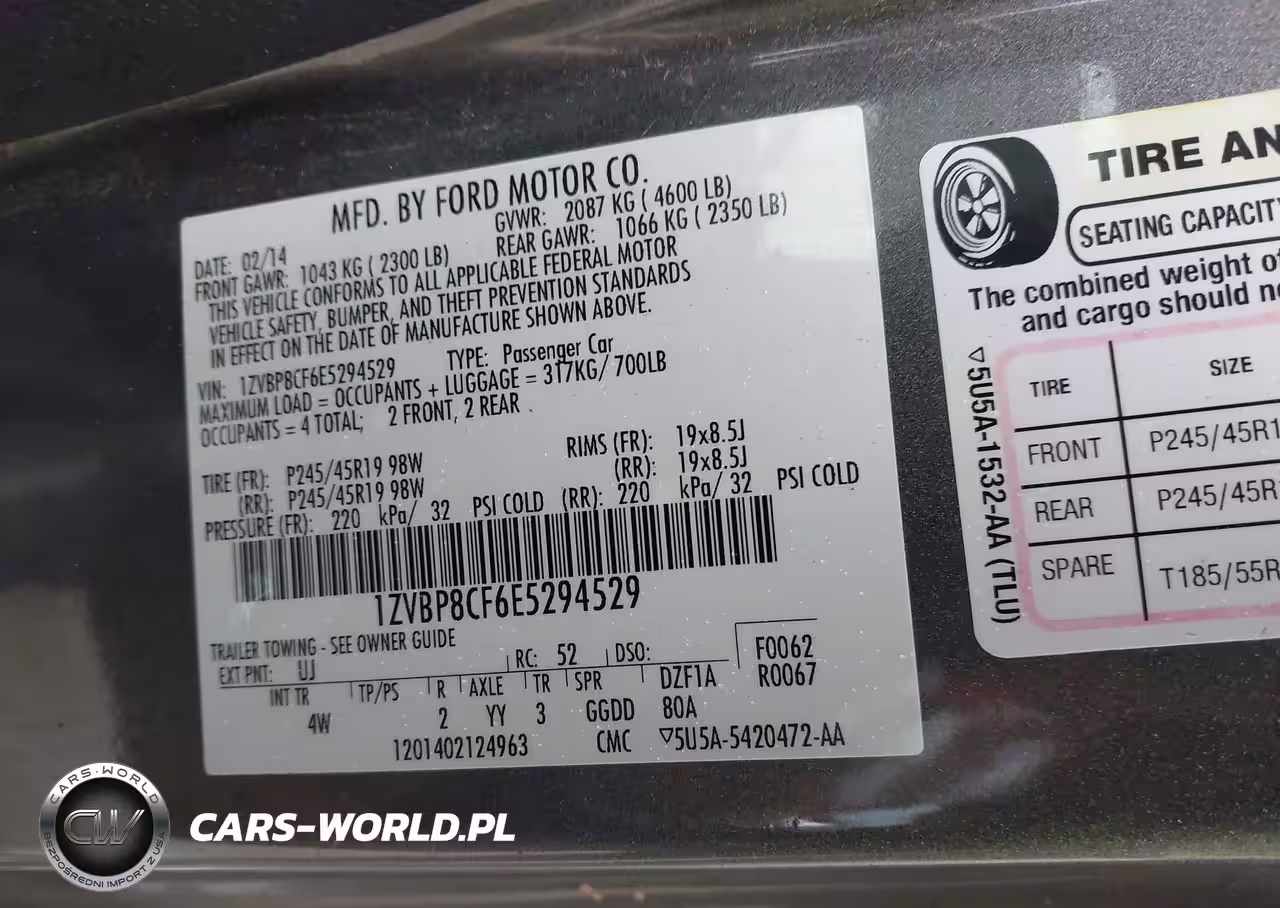 MFD. BY FORD MOTOR CO.
DATE: 02/14 GVWR: 2087 KG ( 4600 LB)
FRONT GAWR: 1043 KG ( 2300 LB) REAR GAWR: 1066 KG ( 2350 LB)
THIS VEHICLE CONFORMS TO ALL APPLICABLE FEDERAL MOTOR
VEHICLE SAFETY, BUMPER, AND THEFT PREVENTION STANDARDS
IN EFFECT ON THE DATE OF MANUFACTURE SHOWN ABOVE.
VIN: 1ZVBP8CF6E5294529 TYPE: Passenger Car
MAXIMUM LOAD = OCCUPANTS + LUGGAGE = 317KG/ 700LB
OCCUPANTS = 4 TOTAL; 2 FRONT, 2 REAR
TIRE (FR): P245/45R19 98W RIMS (FR): 19x8.5J
(RR): P245/45R19 98W (RR): 19x8.5J
PRESSURE (FR): 220 kPa/ 32 PSI COLD (RR): 220 kPa/ 32 PSI COLD
1ZVBP8CF6E5294529
TRAILER TOWING - SEE OWNER GUIDE
EXT PNT: UJ RC: 52 DSO: F0062
INT TR TP/PS R AXLE TR SPR DZF1A R0067
4W 2 YY 3 GGDD 80A
1201402124963 CMC ▽5U5A-5420472-AA
TIRE AN
SEATING CAPACITY
The combined weight of
and cargo should n
▽5U5A-1532-AA (TLU)
TIRE SIZE
FRONT P245/45R1
REAR P245/45R1
SPARE T185/55R
CARS-WORLD
CW
BEZPOŚREDNI IMPORT Z USA
CARS-WORLD.PL